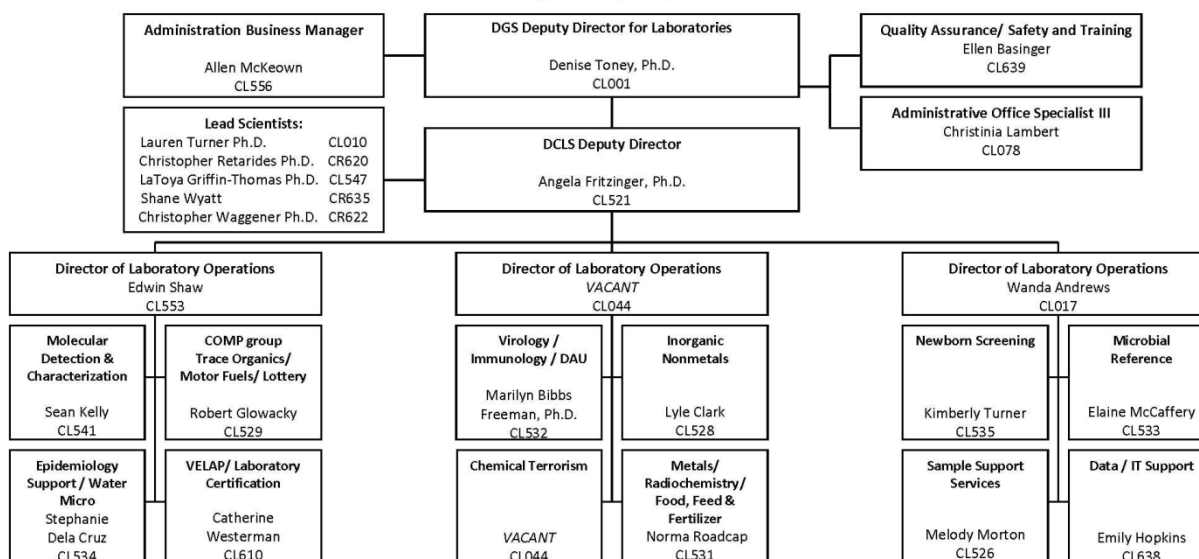 Administration Business Manager
Allen McKeown
CL556
DGS Deputy Director for Laboratories
Denise Toney, Ph.D.
CL001
Quality Assurance/ Safety and Training
Ellen Basinger
CL639
Administrative Office Specialist III
Christinia Lambert
CL078
Lead Scientists:
Lauren Turner Ph.D. CL010
Christopher Retarides Ph.D. CR620
LaToya Griffin-Thomas Ph.D. CL547
Shane Wyatt CR635
Christopher Waggener Ph.D. CR622
DCLS Deputy Director
Angela Fritzinger, Ph.D.
CL521
Director of Laboratory Operations
Edwin Shaw
CL553
Director of Laboratory Operations
VACANT
CL044
Director of Laboratory Operations
Wanda Andrews
CL017
Molecular
Detection &
Characterization
Sean Kelly
CL541
COMP group
Trace Organics/
Motor Fuels/ Lottery
Robert Glowacky
CL529
Virology /
Immunology / DAU
Marilyn Bibbs
Freeman, Ph.D.
CL532
Inorganic
Nonmetals
Lyle Clark
CL528
Newborn Screening
Kimberly Turner
CL535
Microbial
Reference
Elaine McCaffery
CL533
Epidemiology
Support / Water
Micro
Stephanie
Dela Cruz
CL534
VELAP/ Laboratory
Certification
Catherine
Westerman
CL610
Chemical Terrorism
VACANT
CL044
Metals/
Radiochemistry/
Food, Feed &
Fertilizer
Norma Roadcap
CL531
Sample Support
Services
Melody Morton
CL526
Data / IT Support
Emily Hopkins
CL638